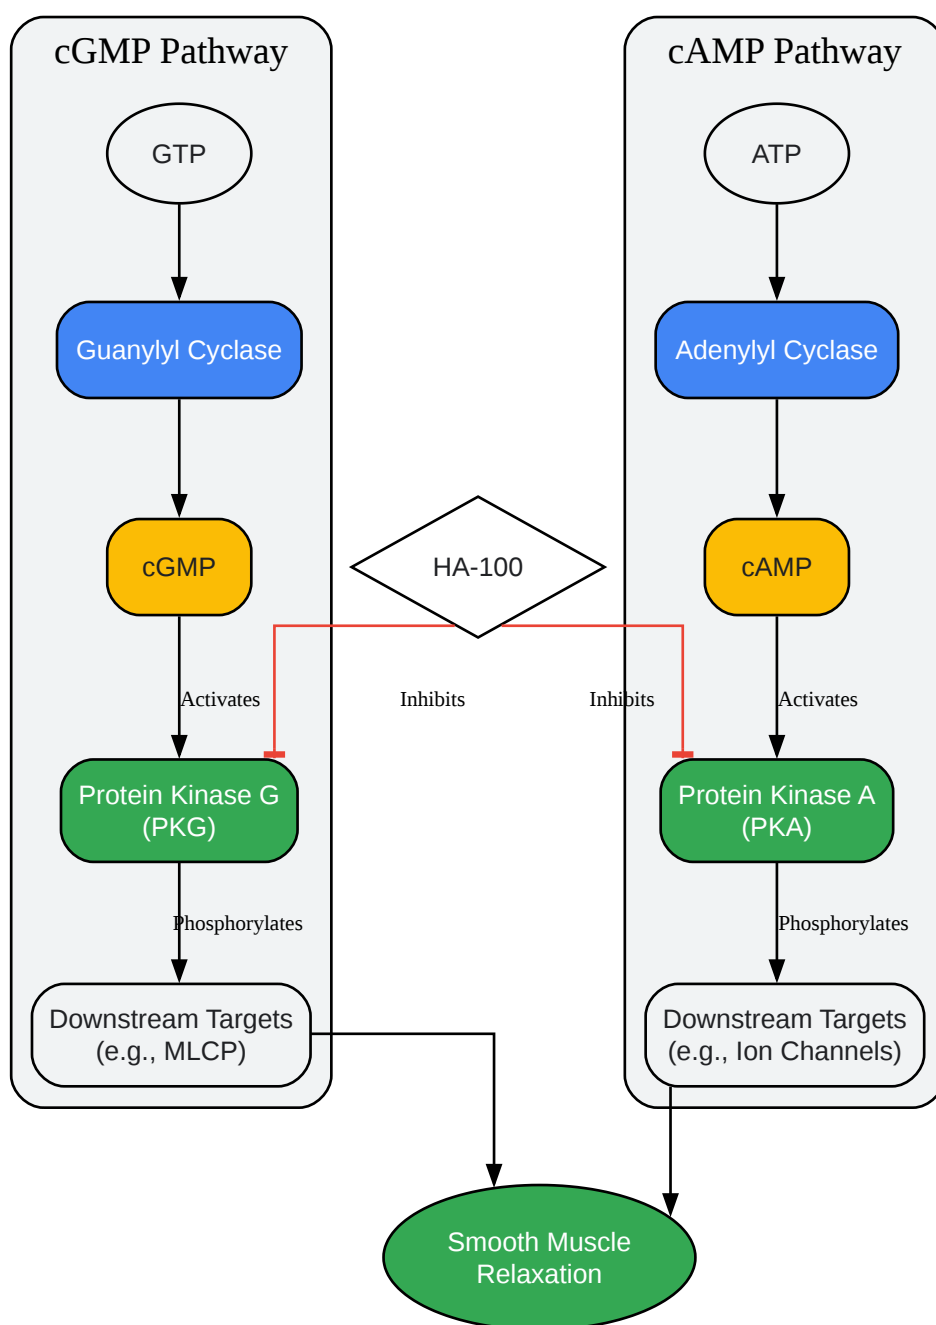 cGMP Pathway
GTP
Guanylyl Cyclase
cGMP
Activates
Protein Kinase G
(PKG)
Phosphorylates
Downstream Targets
(e.g., MLCP)
HA-100
Inhibits
Inhibits
cAMP Pathway
ATP
Adenylyl Cyclase
cAMP
Activates
Protein Kinase A
(PKA)
Phosphorylates
Downstream Targets
(e.g., Ion Channels)
Smooth Muscle
Relaxation